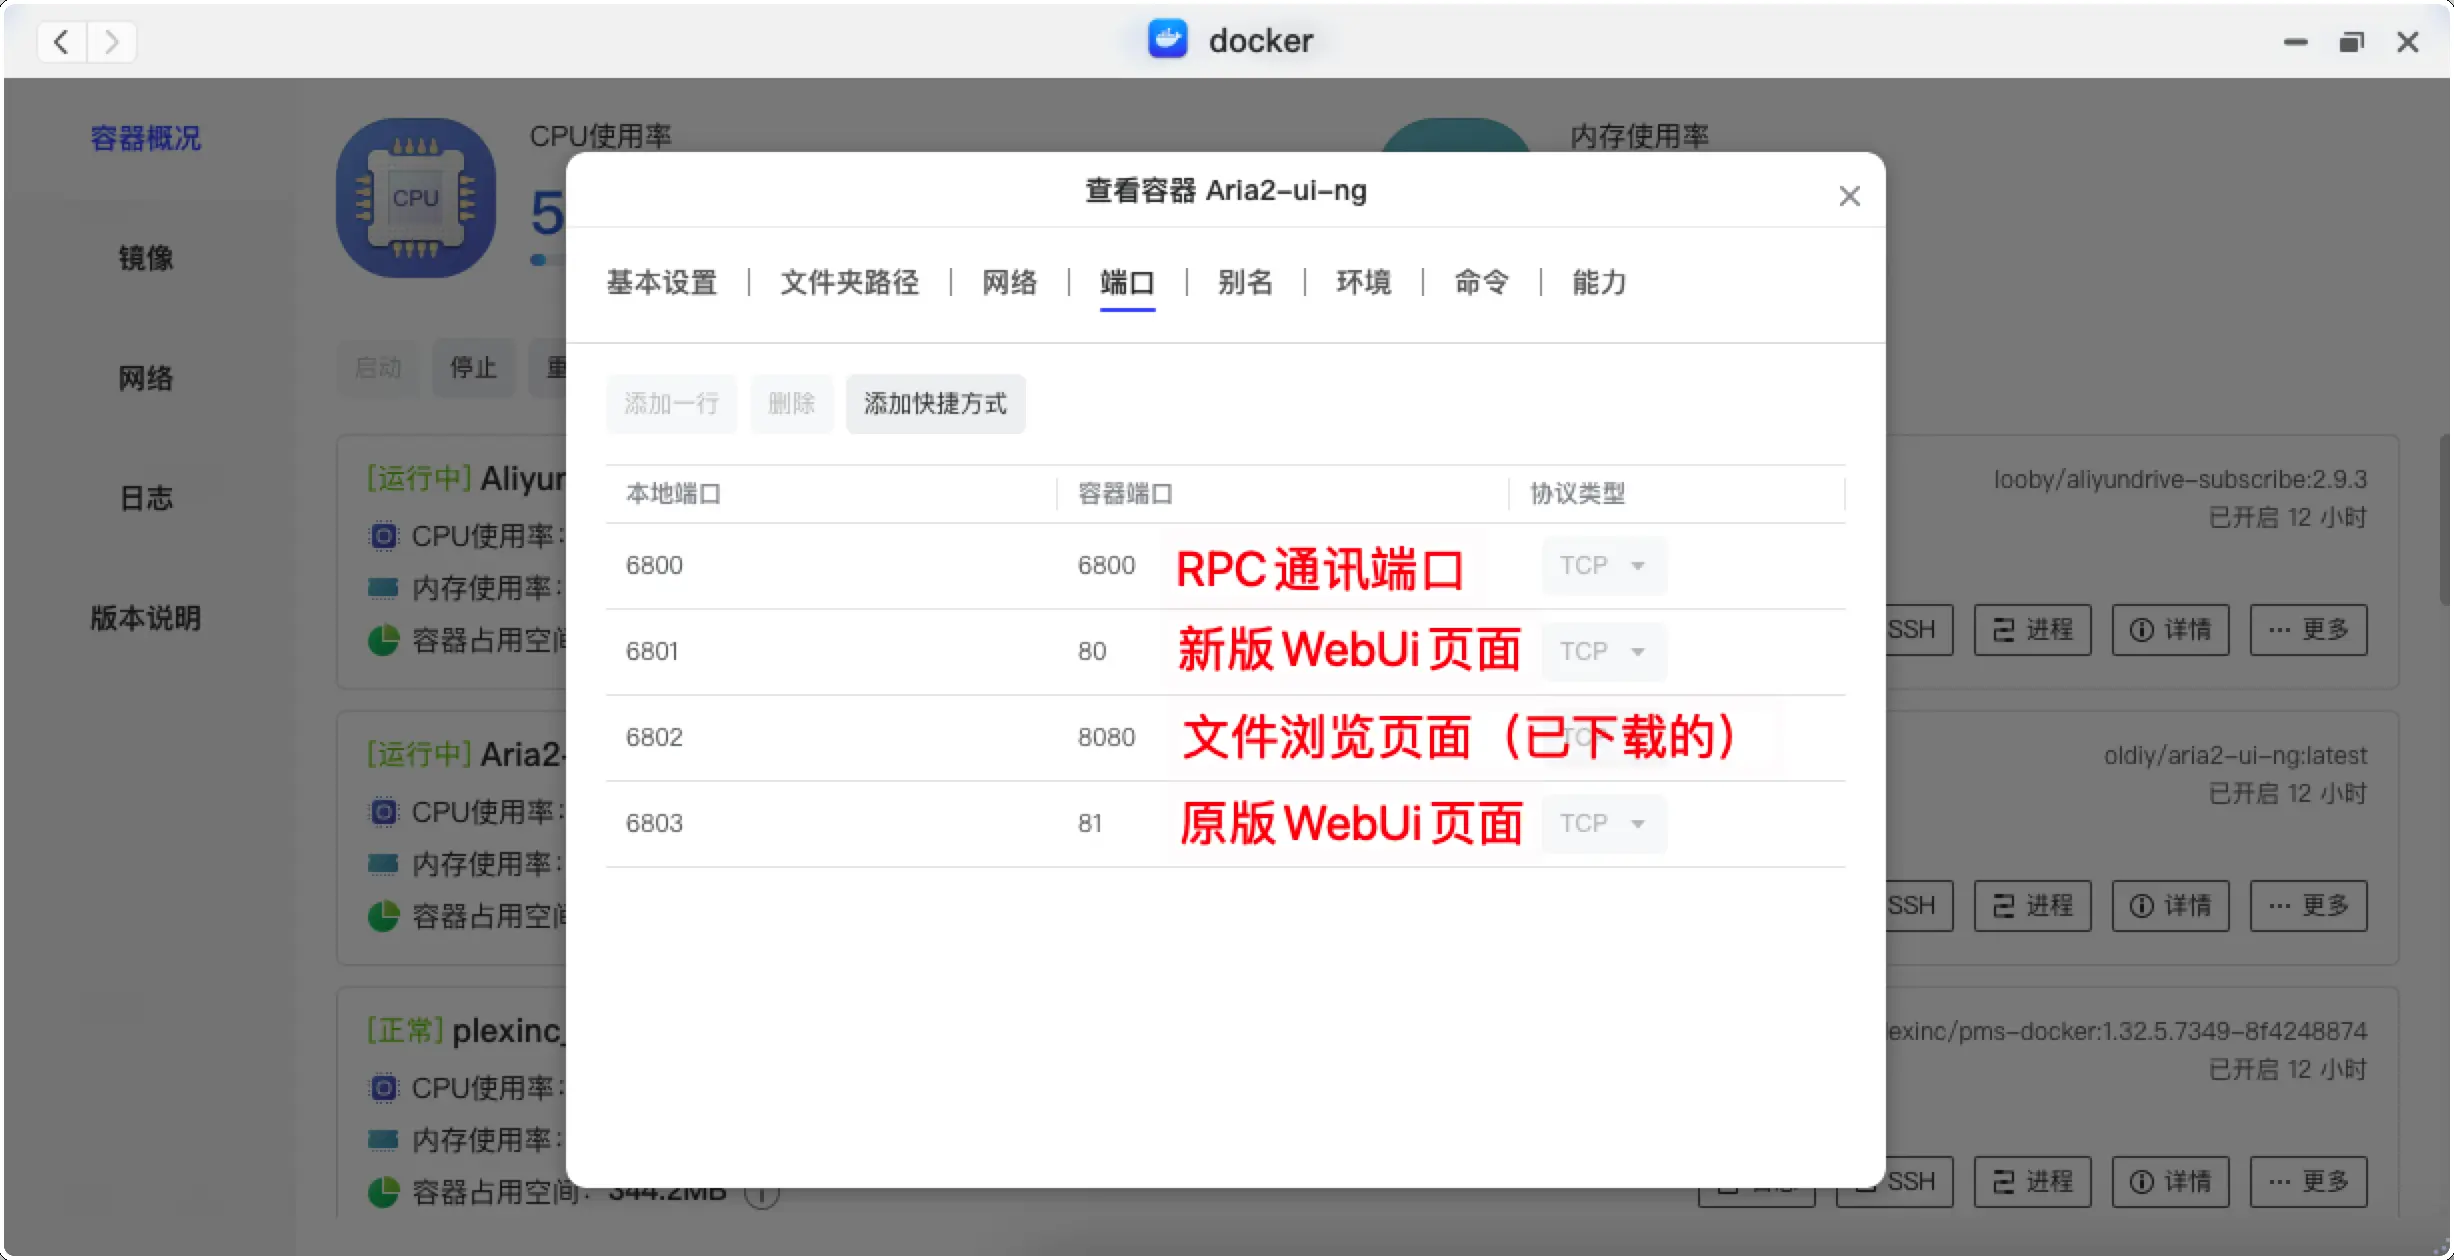 docker
容器概况
镜像
网络
日志
版本说明
CPU使用率
CPU
5
内存使用率
启动
停止
重
[运行中] Aliyun
CPU使用率:
内存使用率:
容器占用空间
looby/aliyundrive-subscribe:2.9.3
已开启 12 小时
SSH
进程
详情
更多
[运行中] Aria2-
CPU使用率:
内存使用率:
容器占用空间
oldiy/aria2-ui-ng:latest
已开启 12 小时
SSH
进程
详情
更多
[正常] plexinc_
CPU使用率:
内存使用率:
容器占用空间: 344.2MB
lexinc/pms-docker:1.32.5.7349-8f4248874
已开启 12 小时
SSH
进程
详情
更多
查看容器 Aria2-ui-ng
基本设置 | 文件夹路径 | 网络 | 端口 | 别名 | 环境 | 命令 | 能力
添加一行
删除
添加快捷方式
本地端口 容器端口 协议类型
6800 6800 RPC通讯端口 TCP
6801 80 新版WebUi页面 TCP
6802 8080 文件浏览页面（已下载的）
6803 81 原版WebUi页面 TCP